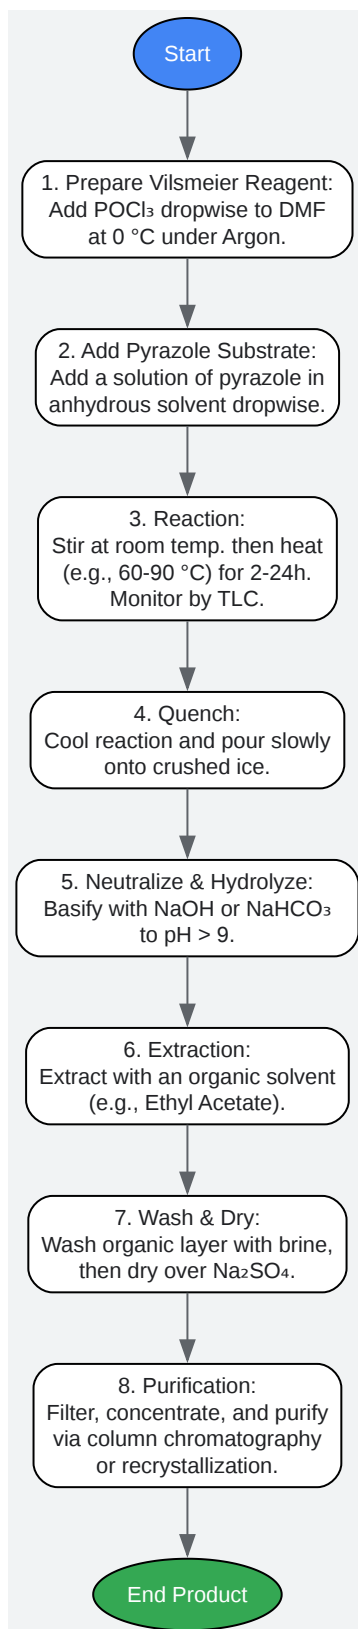 Start
1. Prepare Vilsmeier Reagent:
Add POCl₃ dropwise to DMF
at 0 °C under Argon.
2. Add Pyrazole Substrate:
Add a solution of pyrazole in
anhydrous solvent dropwise.
3. Reaction:
Stir at room temp. then heat
(e.g., 60-90 °C) for 2-24h.
Monitor by TLC.
4. Quench:
Cool reaction and pour slowly
onto crushed ice.
5. Neutralize & Hydrolyze:
Basify with NaOH or NaHCO₃
to pH > 9.
6. Extraction:
Extract with an organic solvent
(e.g., Ethyl Acetate).
7. Wash & Dry:
Wash organic layer with brine,
then dry over Na₂SO₄.
8. Purification:
Filter, concentrate, and purify
via column chromatography
or recrystallization.
End Product